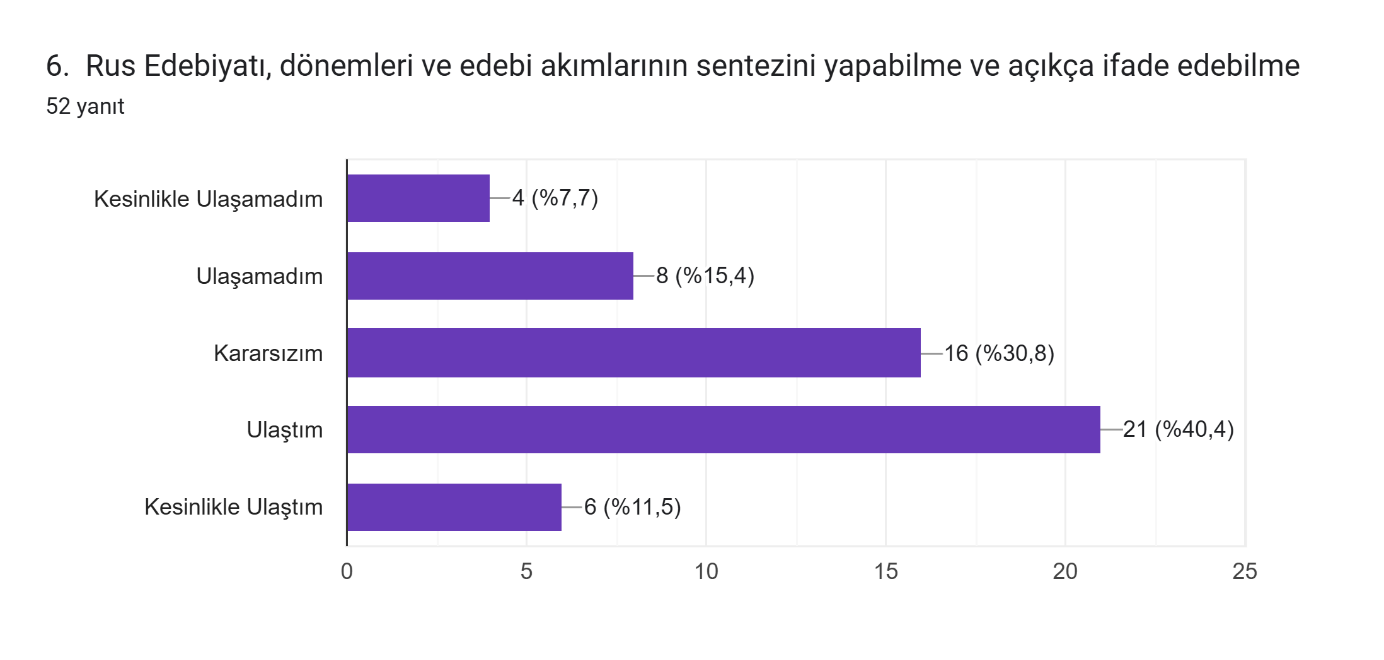 6.  Rus Edebiyatı, dönemleri ve edebi akımlarının sentezini yapabilme ve açıkça ifade edebilme
52 yanıt
Kesinlikle Ulaşamadım
4 (%7,7)
Ulaşamadım
8 (%15,4)
Kararsızım
16 (%30,8)
Ulaştım
21 (%40,4)
Kesinlikle Ulaştım
6 (%11,5)
0 5 10 15 20 25